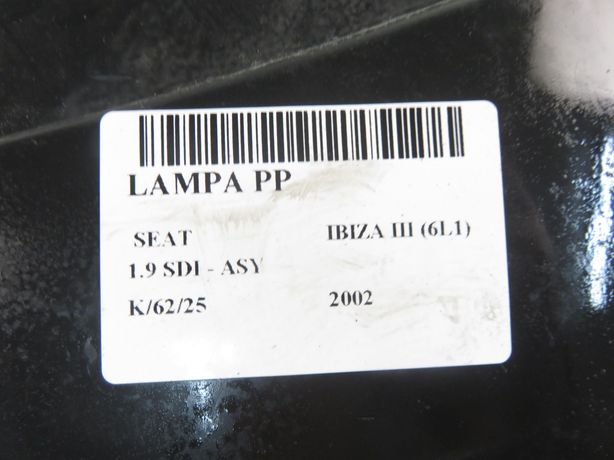 LAMPA PP
SEAT IBIZA III (6L1)
1.9 SDI - ASY
K/62/25 2002